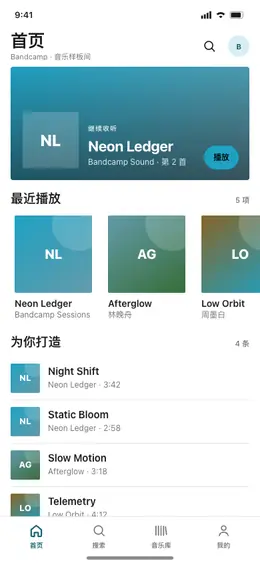 9:41
首页
Bandcamp · 音乐样板间
B
NL
继续收听
Neon Ledger
Bandcamp Sound · 第 2 首
播放
最近播放
5 项
NL
AG
LO
Neon Ledger
Afterglow
Low Orbit
Bandcamp Sessions
林晚舟
周墨白
为你打造
4 条
NL
Night Shift
Neon Ledger · 3:42
NL
Static Bloom
Neon Ledger · 2:58
AG
Slow Motion
Afterglow · 3:18
LO
Telemetry
Low Orbit · 4:12
首页
搜索
音乐库
我的